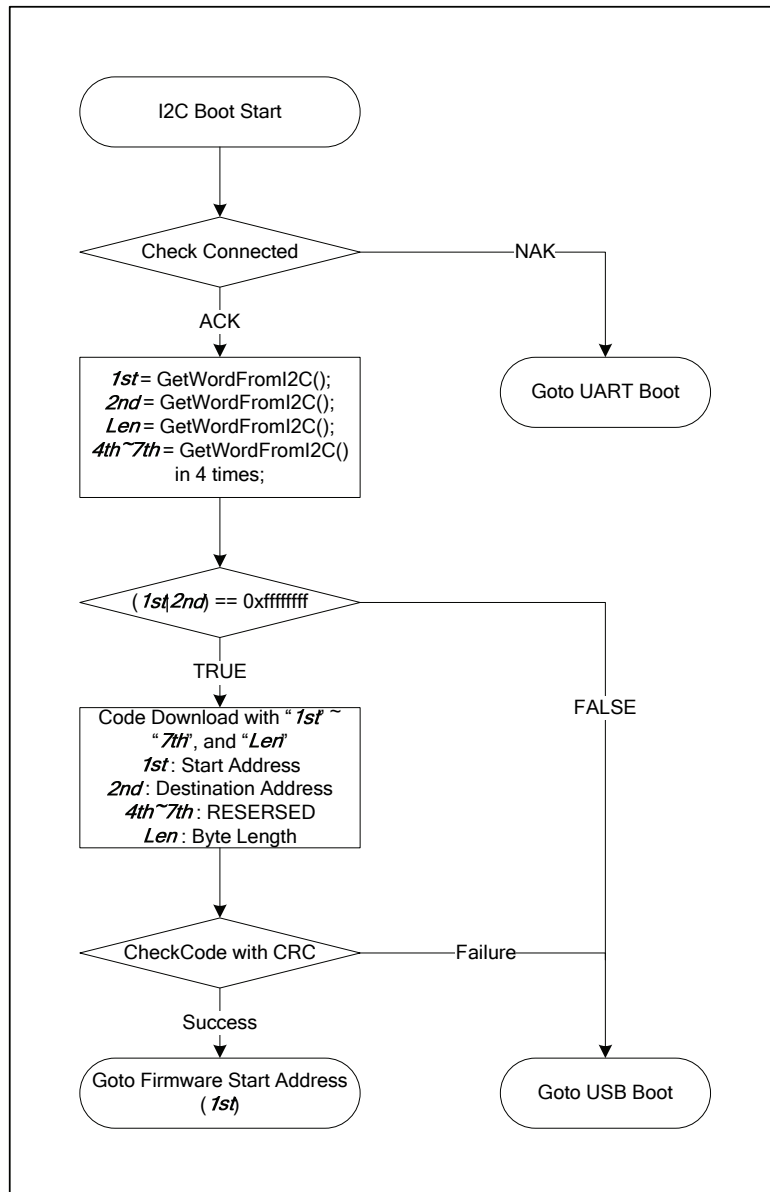 I2C Boot Start
Check Connected
NAK
ACK
1st = GetWordFromI2C();
2nd = GetWordFromI2C();
Len = GetWordFromI2C();
4th~7th = GetWordFromI2C()
in 4 times;
Goto UART Boot
(1st|2nd) == 0xffffffff
TRUE
FALSE
Code Download with “1st” ~
“7th”, and “Len”
1st : Start Address
2nd : Destination Address
4th~7th : RESERSED
Len : Byte Length
CheckCode with CRC
Failure
Success
Goto Firmware Start Address
(1st)
Goto USB Boot